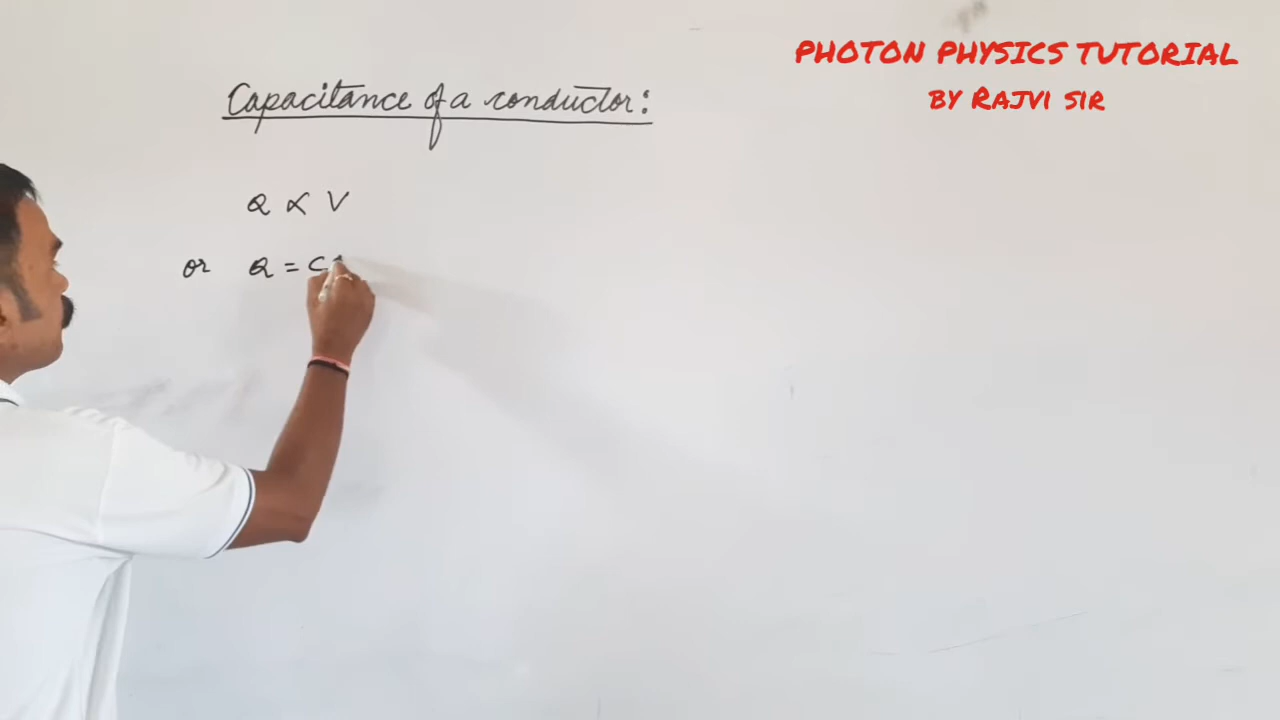 PHOTON PHYSICS TUTORIAL
BY RAJVI SIR
Capacitance of a conductor:
Q ∝ V
or Q = C